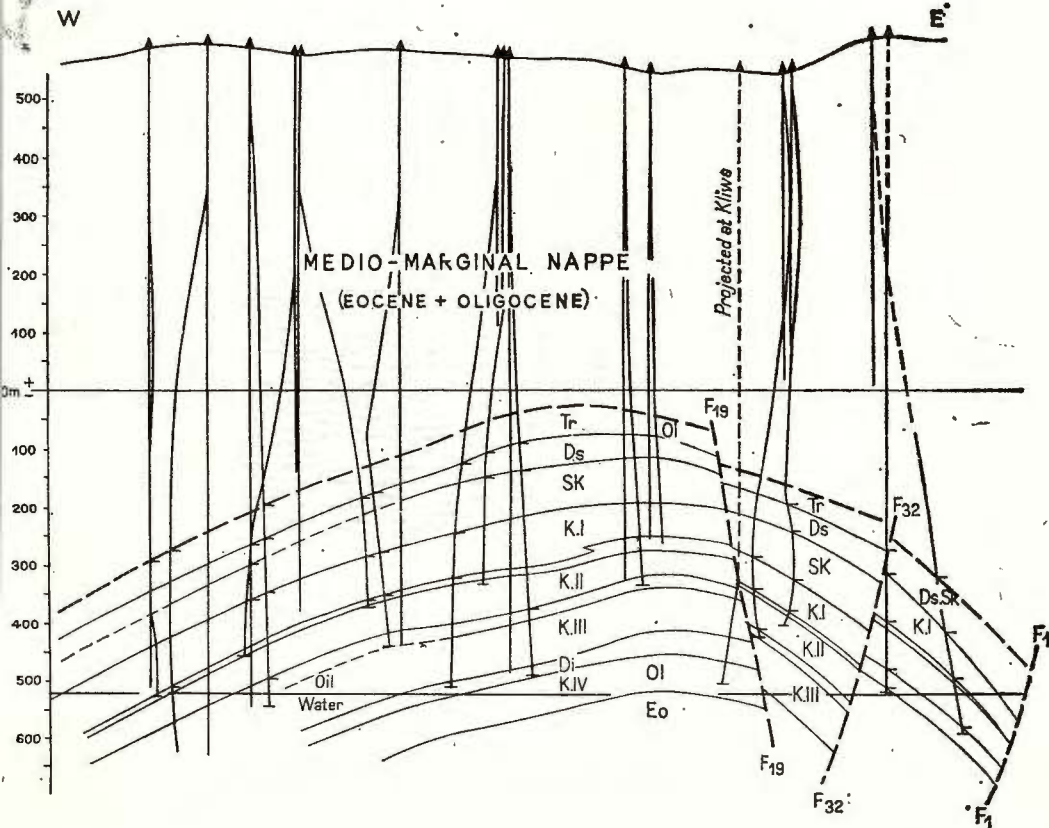 W
E
500
400
300
200
100
0m ±
100
200
300
400
500
600
MEDIO-MARGINAL NAPPE
(EOCENE + OLIGOCENE)
Projected at Kliwe
F19
Tr
Ol
Ds
SK
K.I
K.II
K.III
Di
K.IV
Ol
Eo
Oil
Water
Tr
F32
Ds
SK
K.I
K.II
K.III
Ds.Sk
K.I
F1
F19
F32
F1